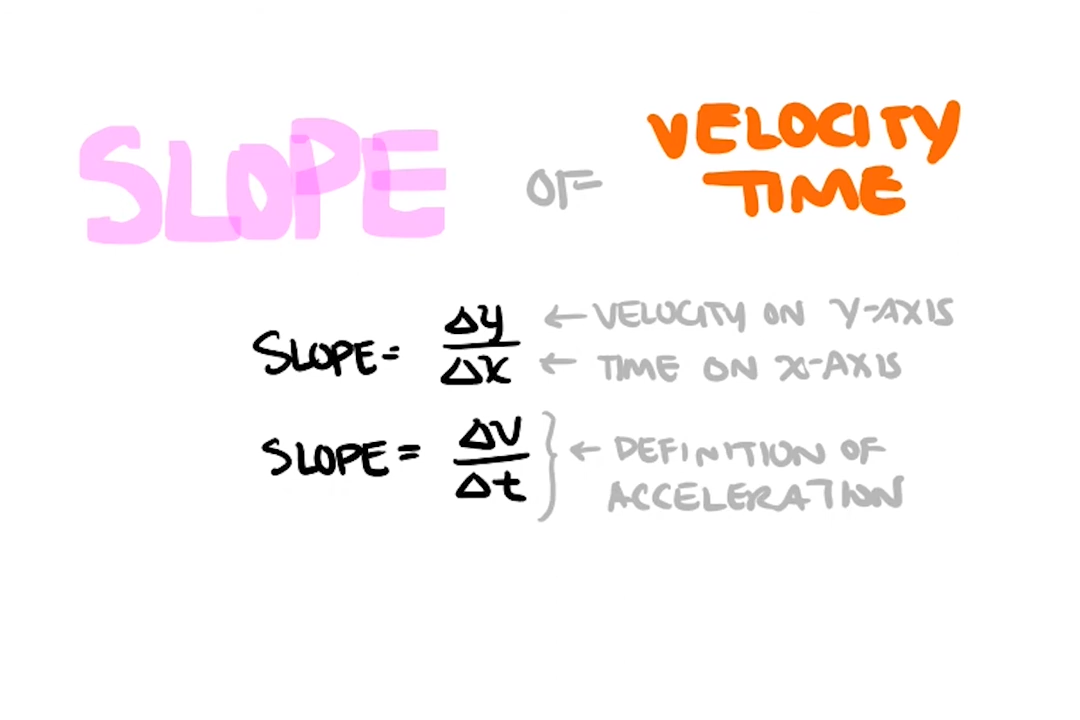 SLOPE OF VELOCITY
TIME
SLOPE = Δy/Δx ← VELOCITY ON Y-AXIS
← TIME ON X-AXIS
SLOPE = Δv/Δt } ← DEFINITION OF
ACCELERATION